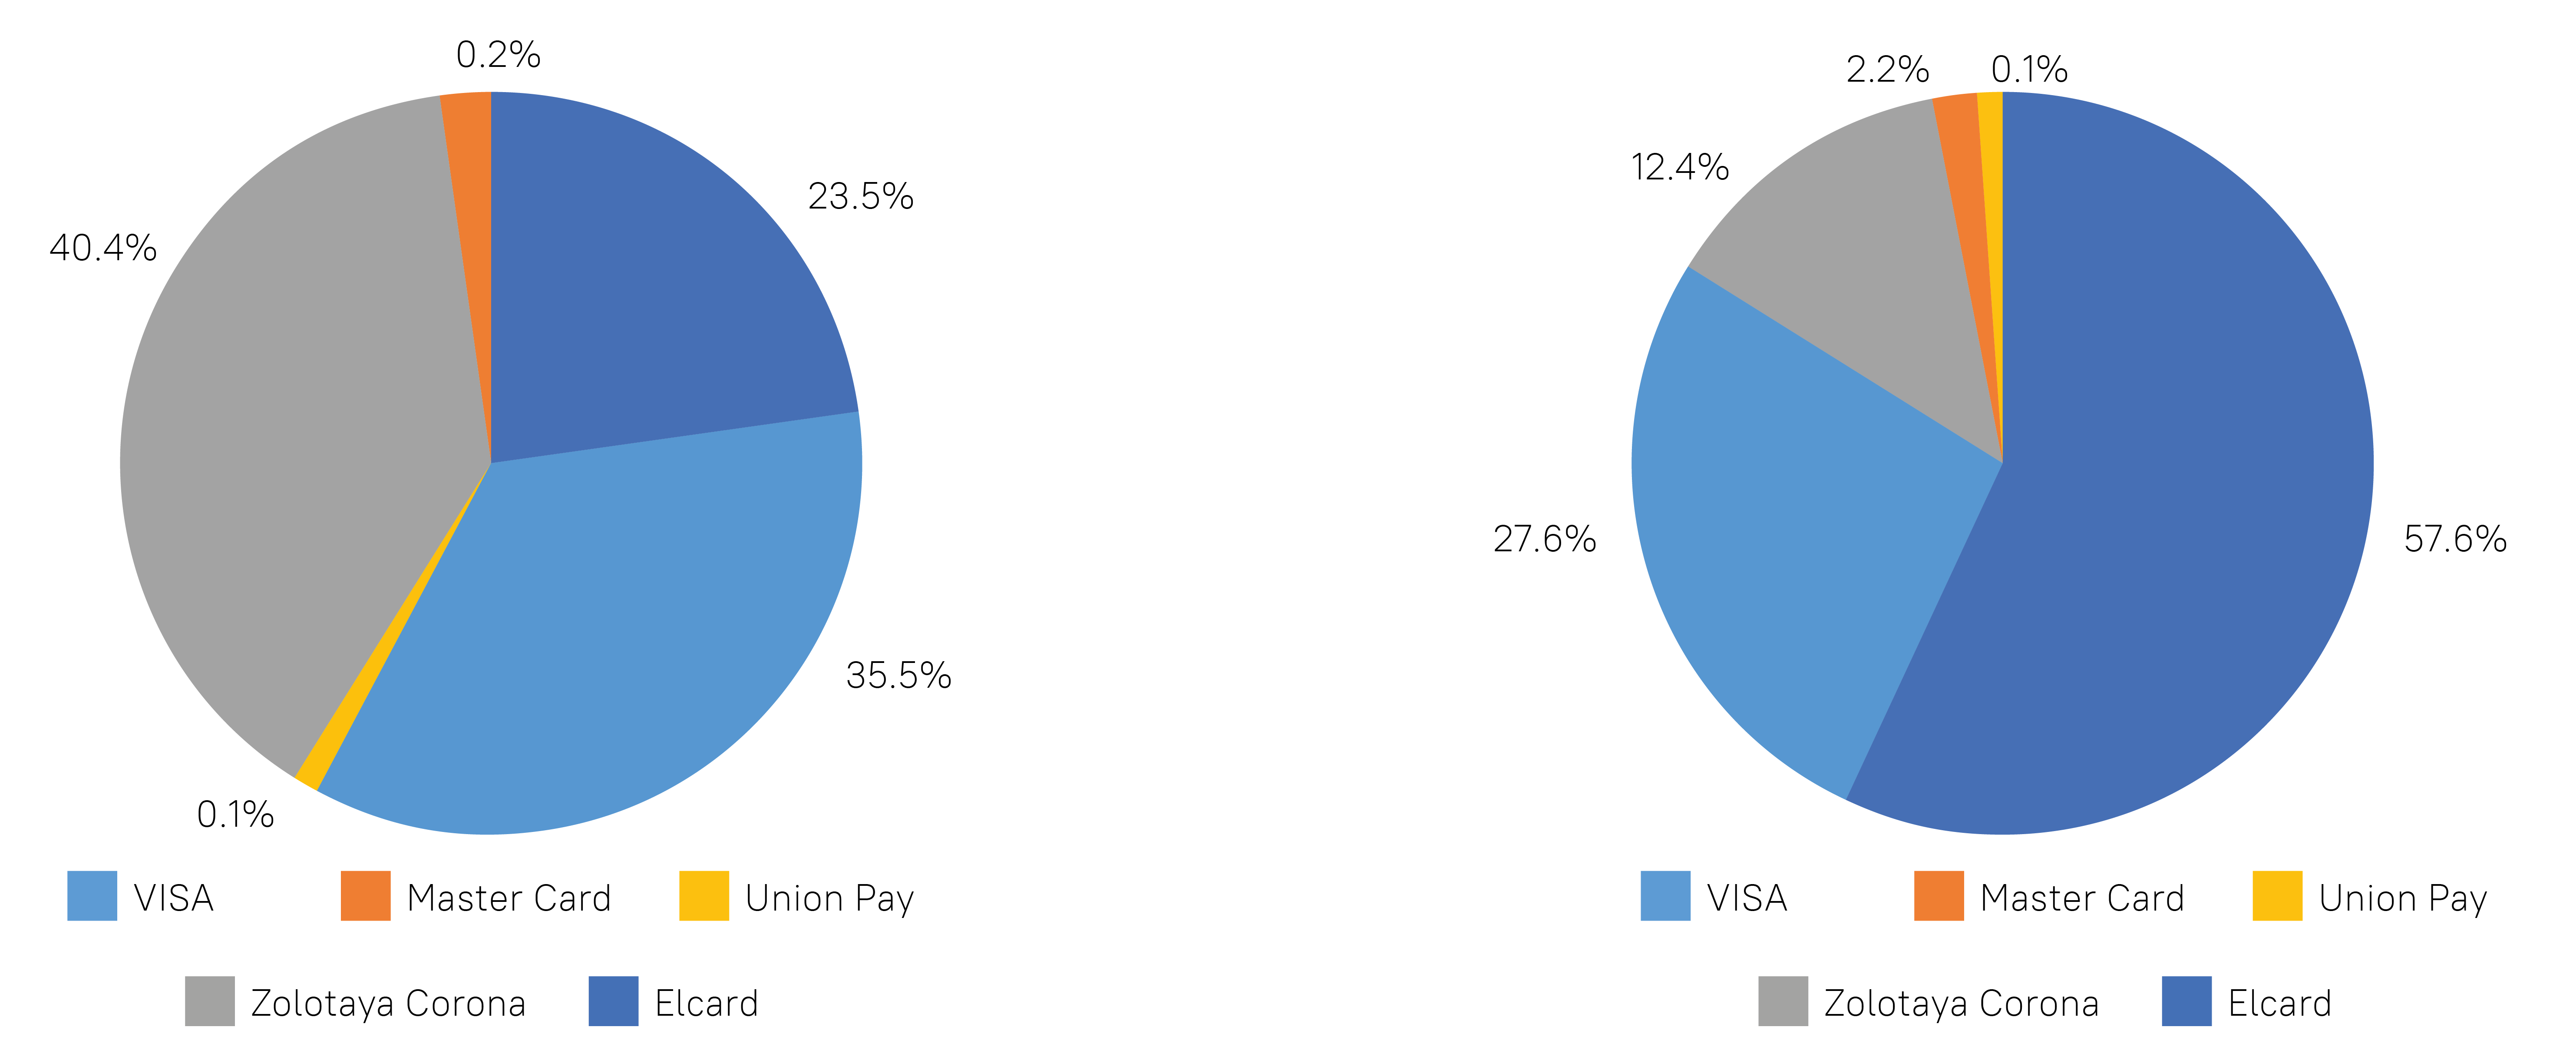 0.2%
23.5%
40.4%
35.5%
0.1%
VISA
Master Card
Union Pay
Zolotaya Corona
Elcard
2.2%
0.1%
12.4%
27.6%
57.6%
VISA
Master Card
Union Pay
Zolotaya Corona
Elcard